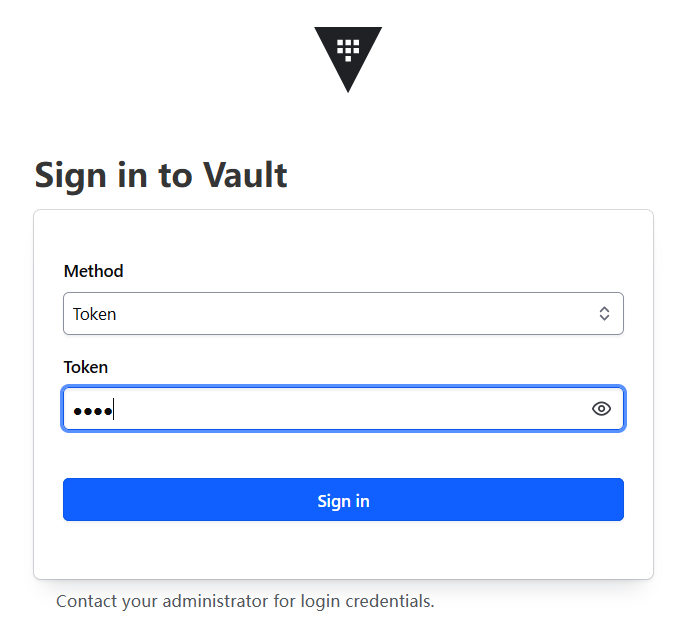 Sign in to Vault
Method
Token
Token
••••
Sign in
Contact your administrator for login credentials.